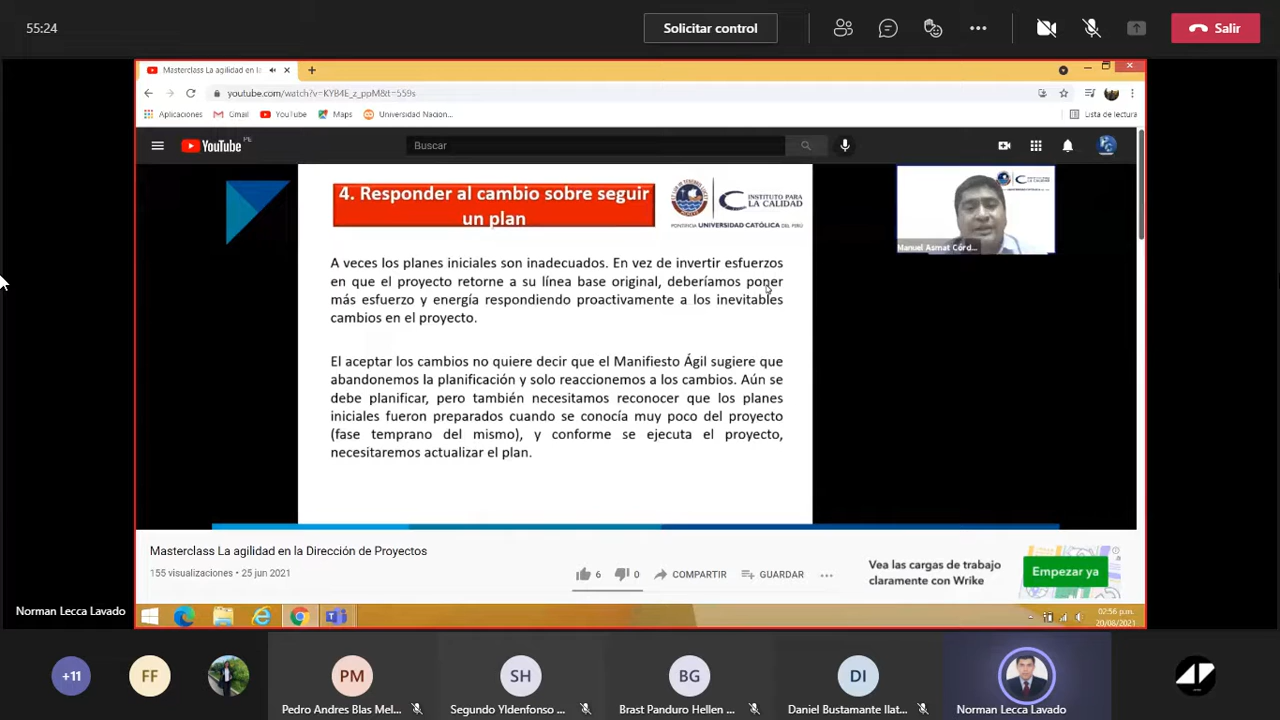 55:24
Solicitar control
Salir
Masterclass La agilidad en la
youtube.com/watch?v=KYB4E_z_ppM&t=559s
Aplicaciones
Gmail
YouTube
Maps
Universidad Nacion...
Lista de lectura
YouTube PE
Buscar
4. Responder al cambio sobre seguir
un plan
INSTITUTO PARA
LA CALIDAD
PONTIFICIA UNIVERSIDAD CATÓLICA DEL PERÚ
Manuel Asmat Córd...
A veces los planes iniciales son inadecuados. En vez de invertir esfuerzos
en que el proyecto retorne a su línea base original, deberíamos poner
más esfuerzo y energía respondiendo proactivamente a los inevitables
cambios en el proyecto.
El aceptar los cambios no quiere decir que el Manifiesto Ágil sugiere que
abandonemos la planificación y solo reaccionemos a los cambios. Aún se
debe planificar, pero también necesitamos reconocer que los planes
iniciales fueron preparados cuando se conocía muy poco del proyecto
(fase temprano del mismo), y conforme se ejecuta el proyecto,
necesitaremos actualizar el plan.
Masterclass La agilidad en la Dirección de Proyectos
155 visualizaciones • 25 jun 2021
6
0
COMPARTIR
GUARDAR
Vea las cargas de trabajo
claramente con Wrike
Empezar ya
Norman Lecca Lavado
02:56 p.m.
20/08/2021
+11
FF
PM
SH
BG
DI
Pedro Andres Blas Mel...
Segundo Yldenfonso ...
Brast Panduro Hellen ...
Daniel Bustamante Ilat...
Norman Lecca Lavado